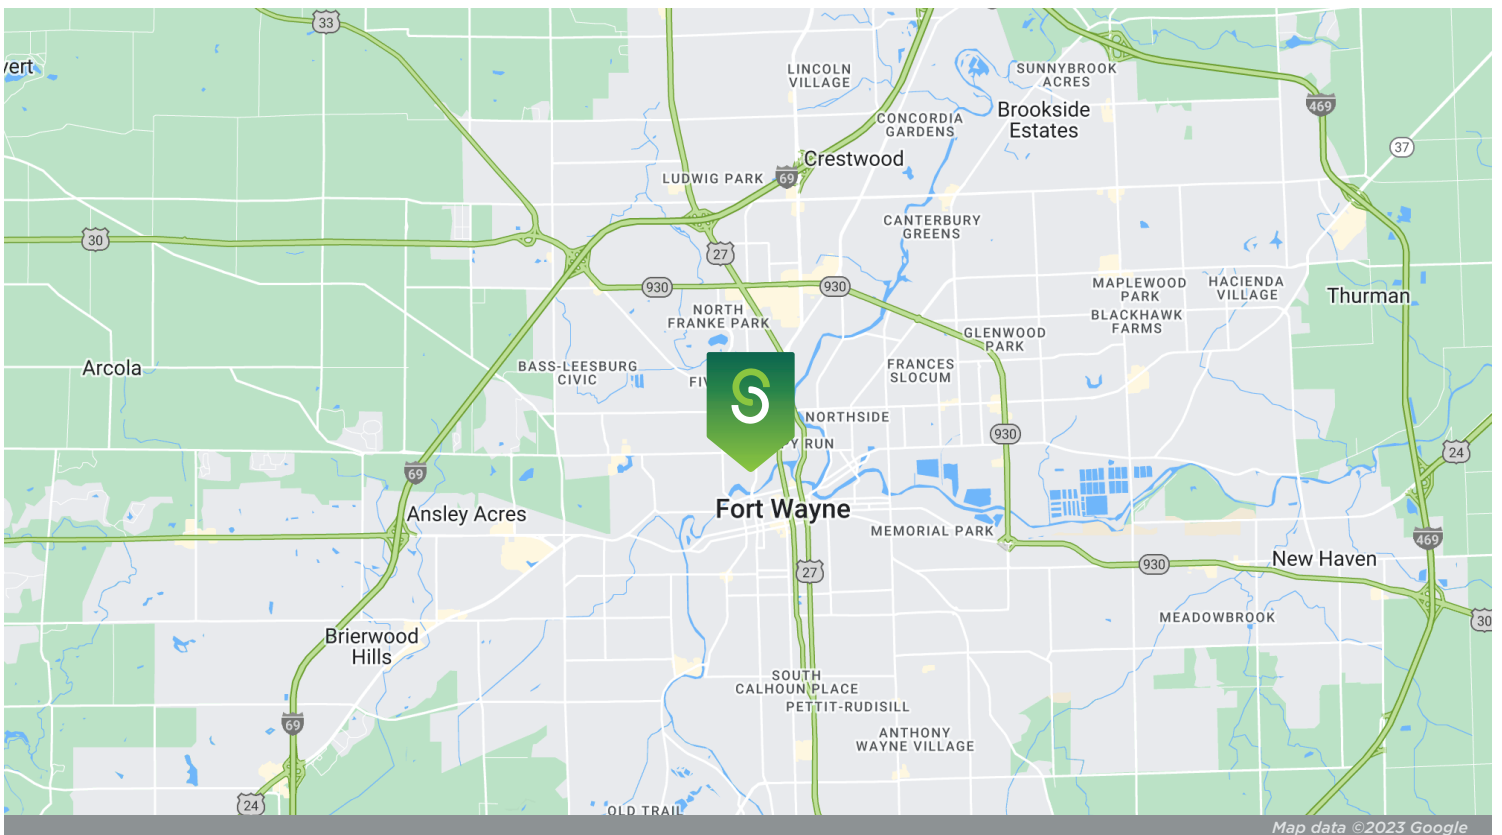 33
LINCOLN
VILLAGE
SUNNYBROOK
ACRES
Brookside
Estates
469
CONCORDIA
GARDENS
37
Crestwood
LUDWIG PARK
69
CANTERBURY
GREENS
30
27
930
930
MAPLEWOOD
PARK
HACIENDA
VILLAGE
Thurman
NORTH
FRANKE PARK
BLACKHAWK
FARMS
GLENWOOD
PARK
Arcola
BASS-LEESBURG
CIVIC
FRANCES
SLOCUM
S
NORTHSIDE
930
RUN
24
69
Fort Wayne
Ansley Acres
MEMORIAL PARK
469
New Haven
930
27
MEADOWBROOK
30
Brierwood
Hills
SOUTH
CALHOUN PLACE
PETTIT-RUDISILL
69
ANTHONY
WAYNE VILLAGE
24
OLD TRAIL
Map data ©2023 Google